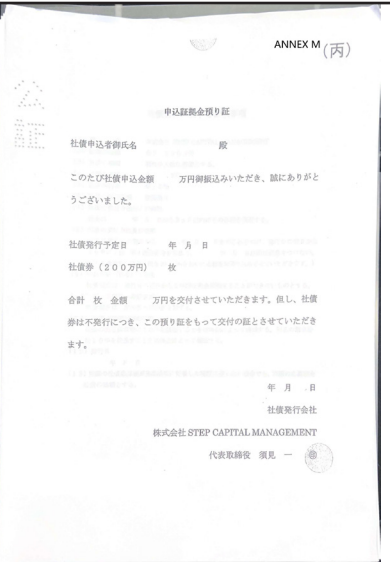 ANNEX M (丙)
公
証
申込証拠金預り証
社債申込者御氏名 殿
このたび社債申込金額 万円御振込みいただき、誠にありがと
うございました。
社債発行予定日 年 月 日
社債券（２００万円） 枚
合計 枚 金額 万円を交付させていただきます。但し、社債
券は不発行につき、この預り証をもって交付の証とさせていただき
ます。
年 月 日
社債発行会社
株式会社 STEP CAPITAL MANAGEMENT
代表取締役 須見 一 ㊞